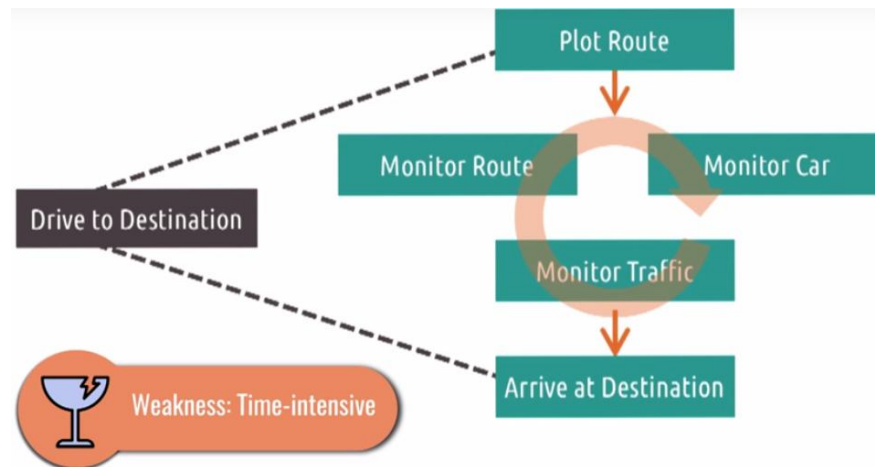 Plot Route
Monitor Route
Monitor Car
Drive to Destination
Monitor Traffic
Arrive at Destination
Weakness: Time-intensive